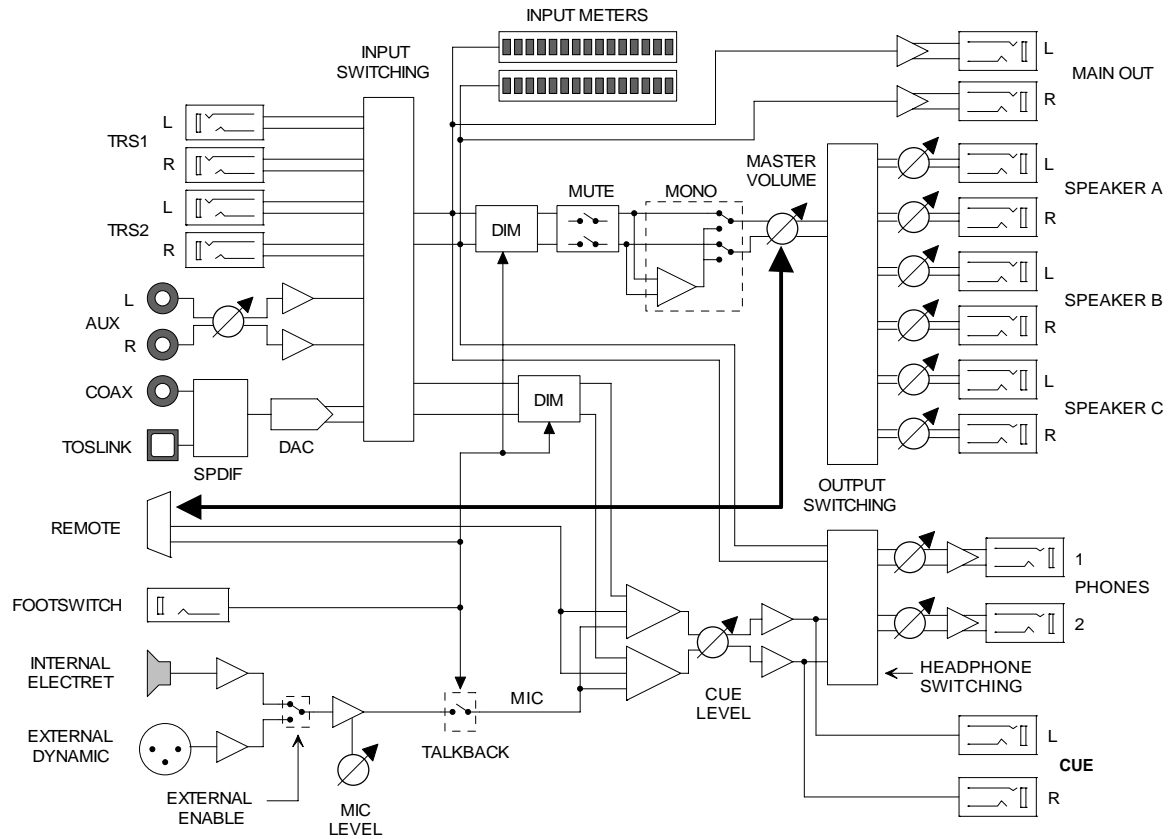 INPUT METERS
INPUT
SWITCHING
L
MAIN OUT
R
L
TRS1
R
L
TRS2
R
MUTE
MONO
MASTER
VOLUME
L
SPEAKER A
R
DIM
L
AUX
R
L
SPEAKER B
R
COAX
DIM
L
SPEAKER C
R
TOSLINK
SPDIF
DAC
OUTPUT
SWITCHING
REMOTE
1
PHONES
2
FOOTSWITCH
INTERNAL
ELECTRET
HEADPHONE
SWITCHING
MIC
CUE
LEVEL
EXTERNAL
DYNAMIC
TALKBACK
L
CUE
R
EXTERNAL
ENABLE
MIC
LEVEL